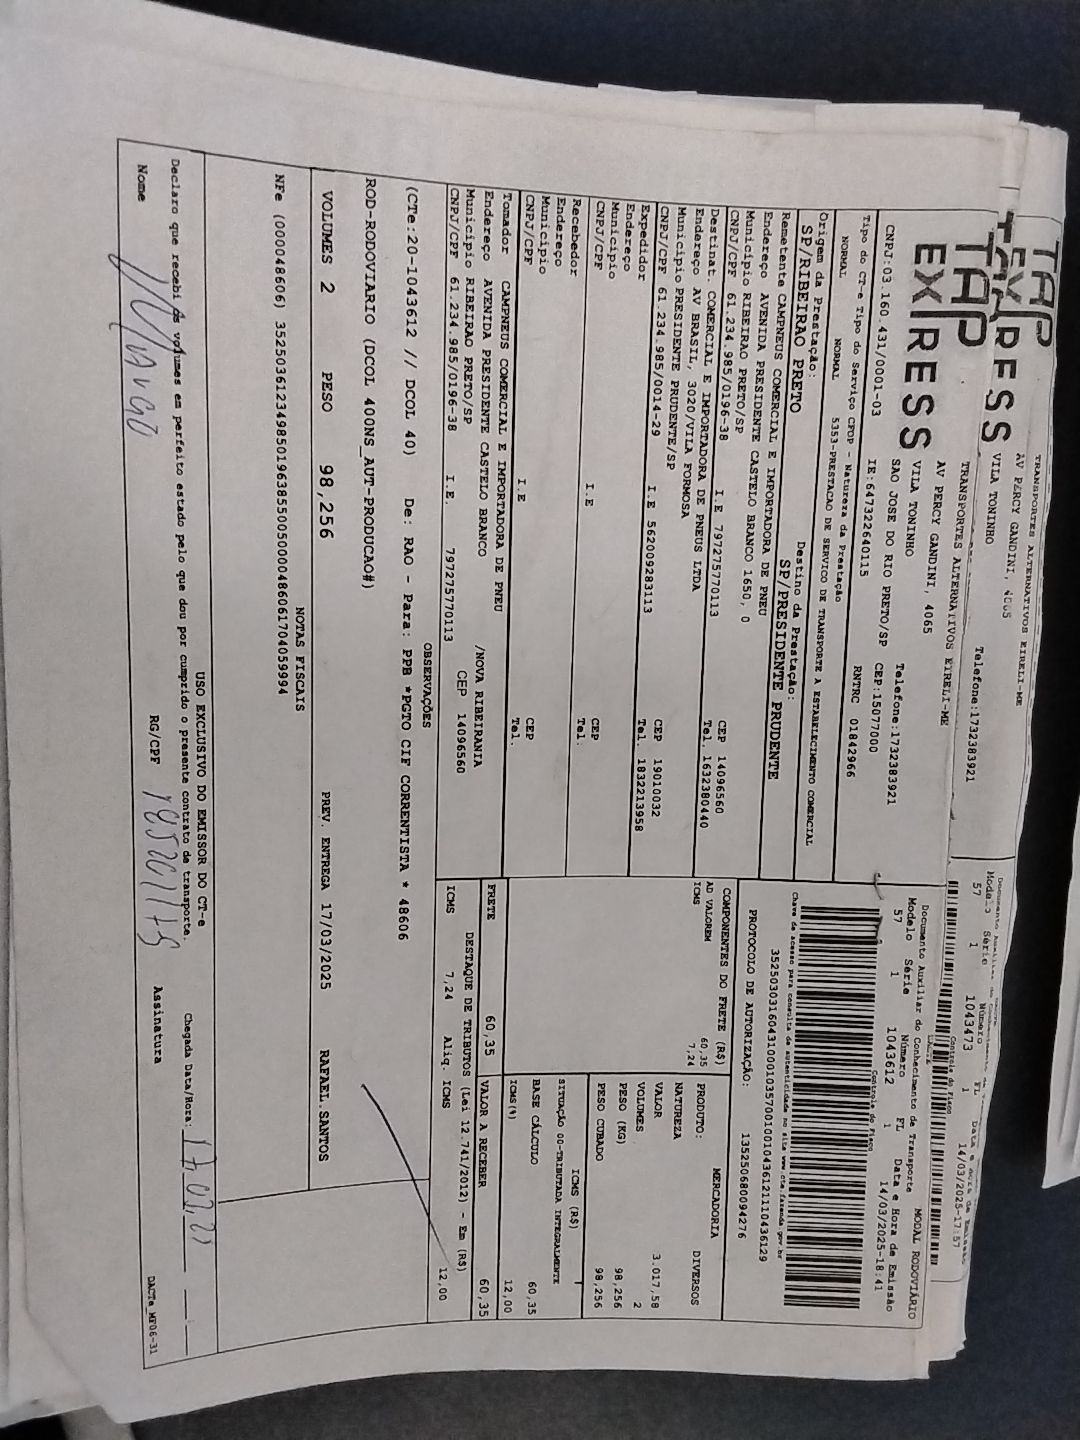 TRANSPORTES ALTERNATIVOS EIRELI-ME
AV PERCY GANDINI, 4065
VILA TONINHO
Telefone:1732383921
57 1 1043473 1 14/03/2025-17:57
TAP
EXPRESS
TRANSPORTES ALTERNATIVOS EIRELI-ME
AV PERCY GANDINI, 4065
VILA TONINHO
SAO JOSE DO RIO PRETO/SP
Telefone:1732383921
CEP:15077000
CNPJ:03.160.431/0001-03 IE:647322640115 RNTRC 01842966
Documento Auxiliar do Conhecimento de Transporte MODAL RODOVIÁRIO
Modelo Série Número FL Data e Hora de Emissão
57 1 1043612 1 14/03/2025-18:41
Controle do Fisco
Tipo do CT-e Tipo do Serviço CFOP - Natureza da Prestação
NORMAL NORMAL 5353-PRESTACAO DE SERVICO DE TRANSPORTE A ESTABELECIMENTO COMERCIAL
Chave de acesso para consulta de autenticidade no site www.cte.fazenda.gov.br
35250303160431000103570010010436121110436129
PROTOCOLO DE AUTORIZAÇÃO: 135250680094276
Origem da Prestação: Destino da Prestação:
SP/RIBEIRAO PRETO SP/PRESIDENTE PRUDENTE
Remetente CAMPNEUS COMERCIAL E IMPORTADORA DE PNEU
Endereço AVENIDA PRESIDENTE CASTELO BRANCO 1650, 0
Município RIBEIRAO PRETO/SP CEP 14096560
CNPJ/CPF 61.234.985/0196-38 I.E 797275770113 Tel. 1632380440
Destinat. COMERCIAL E IMPORTADORA DE PNEUS LTDA
Endereço AV BRASIL, 3020/VILA FORMOSA
Município PRESIDENTE PRUDENTE/SP CEP 19010032
CNPJ/CPF 61 234.985/0014-29 I.E 562009283113 Tel. 1832213958
Expedidor
Endereço
Município CEP
CNPJ/CPF I.E Tel.
Recebedor
Endereço
Município CEP
CNPJ/CPF I.E Tel.
Tomador CAMPNEUS COMERCIAL E IMPORTADORA DE PNEU
Endereço AVENIDA PRESIDENTE CASTELO BRANCO /NOVA RIBEIRANIA
Município RIBEIRAO PRETO/SP CEP 14096560
CNPJ/CPF 61.234.985/0196-38 I.E 797275770113
COMPONENTES DO FRETE (R$)
AD VALOREM 60,35
ICMS 7,24
MERCADORIA
PRODUTO: DIVERSOS
NATUREZA
VALOR 3.017,58
VOLUMES 2
PESO (KG) 98,256
PESO CUBADO 98,256
ICMS (R$)
SITUAÇÃO 00-TRIBUTADA INTEGRALMENTE
BASE CÁLCULO 60,35
ICMS(%) 12,00
FRETE 60,35 VALOR A RECEBER 60,35
DESTAQUE DE TRIBUTOS (Lei 12.741/2012) - Em (R$)
ICMS 7,24 Aliq. ICMS 12,00
OBSERVAÇÕES
(CTe:20-1043612 // DCOL 40) De: RAO - Para: PPB *PGTO CIF CORRENTISTA * 48606
ROD-RODOVIARIO (DCOL 400NS_AUT-PRODUCAO#)
VOLUMES 2 PESO 98,256 PREV. ENTREGA 17/03/2025 RAFAEL.SANTOS
NOTAS FISCAIS
NFe (000048606) 35250361234985019638550050000486061704059994
USO EXCLUSIVO DO EMISSOR DO CT-e
Declaro que recebi os volumes em perfeito estado pelo que dou por cumprido o presente contrato de transporte.
Chegada Data/Hora:
Nome RG/CPF Assinatura
DACTe_MF06-31